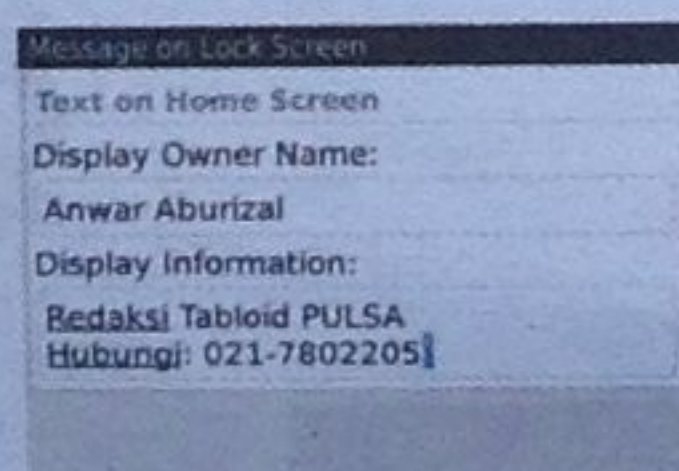 Message on Lock Screen
Text on Home Screen
Display Owner Name:
Anwar Aburizal
Display Information:
Redaksi Tabloid PULSA
Hubungi: 021-7802205